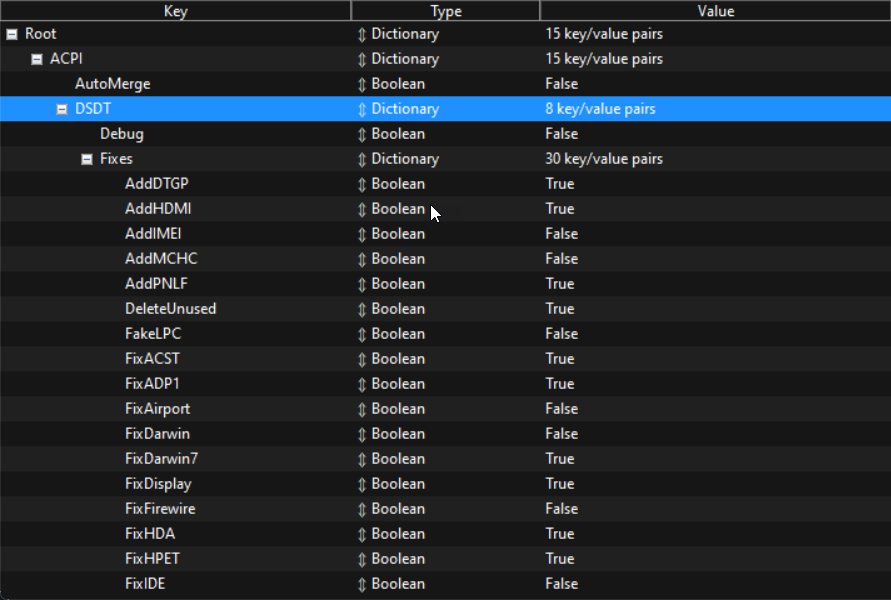 Key Type Value
Root Dictionary 15 key/value pairs
ACPI Dictionary 15 key/value pairs
AutoMerge Boolean False
DSDT Dictionary 8 key/value pairs
Debug Boolean False
Fixes Dictionary 30 key/value pairs
AddDTGP Boolean True
AddHDMI Boolean True
AddIMEI Boolean False
AddMCHC Boolean False
AddPNLF Boolean True
DeleteUnused Boolean True
FakeLPC Boolean False
FixACST Boolean True
FixADP1 Boolean True
FixAirport Boolean False
FixDarwin Boolean False
FixDarwin7 Boolean True
FixDisplay Boolean True
FixFirewire Boolean False
FixHDA Boolean True
FixHPET Boolean True
FixIDE Boolean False